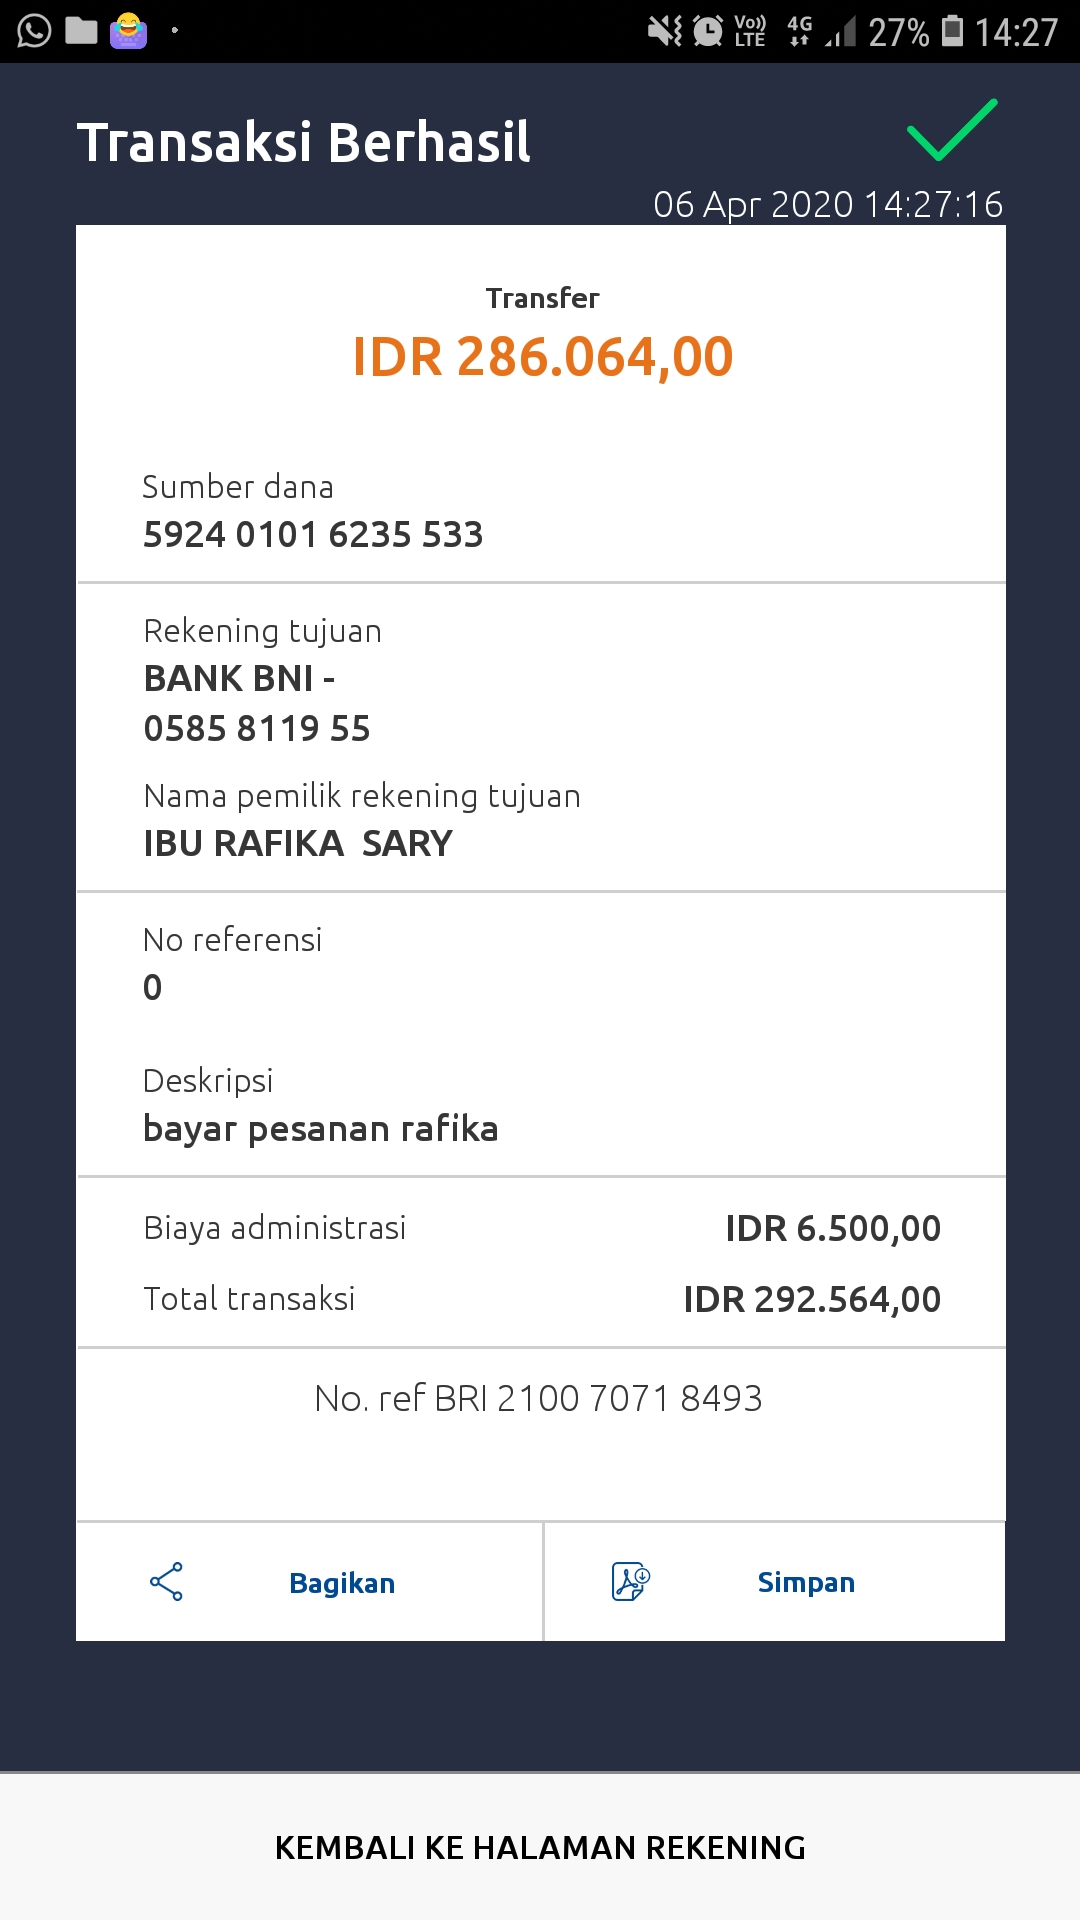 Vo)) LTE 4G 27% 14:27
Transaksi Berhasil
06 Apr 2020 14:27:16
Transfer
IDR 286.064,00
Sumber dana
5924 0101 6235 533
Rekening tujuan
BANK BNI -
0585 8119 55
Nama pemilik rekening tujuan
IBU RAFIKA  SARY
No referensi
0
Deskripsi
bayar pesanan rafika
Biaya administrasi IDR 6.500,00
Total transaksi IDR 292.564,00
No. ref BRI 2100 7071 8493
Bagikan Simpan
KEMBALI KE HALAMAN REKENING